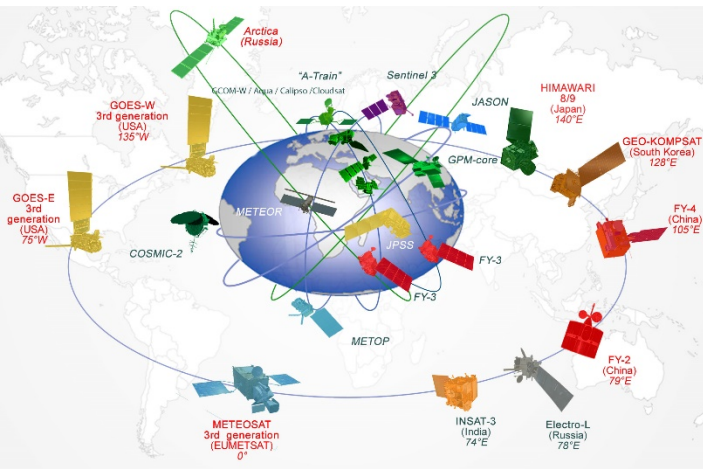 Arctica
(Russia)
"A-Train"
GCOM-W / Aqua / Calipso /Cloudsat
Sentinel 3
JASON
HIMAWARI
8/9
(Japan)
140°E
GOES-W
3rd generation
(USA)
135°W
GEO-KOMPSAT
(South Korea)
128°E
GPM-core
GOES-E
3rd
generation
(USA)
75°W
METEOR
FY-4
(China)
105°E
COSMIC-2
JPSS
FY-3
FY-3
METOP
FY-2
(China)
79°E
METEOSAT
3rd generation
(EUMETSAT)
0°
INSAT-3
(India)
74°E
Electro-L
(Russia)
78°E